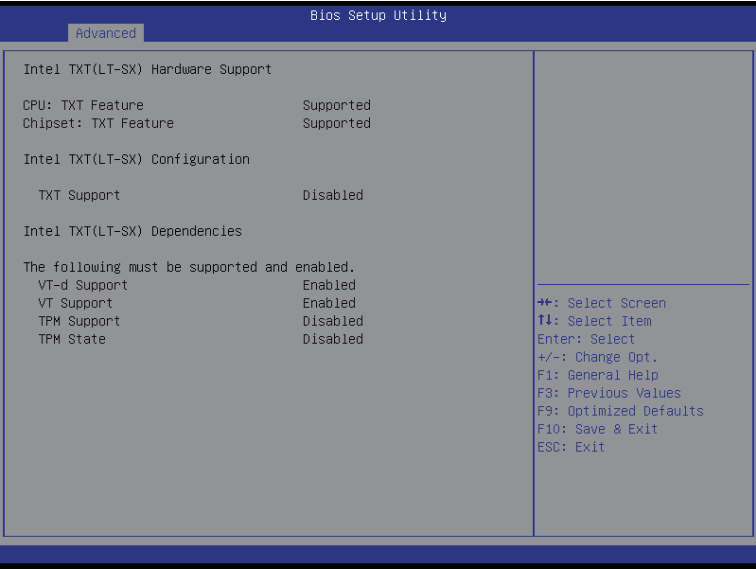 Bios Setup Utility
Advanced
Intel TXT(LT-SX) Hardware Support
CPU: TXT Feature Supported
Chipset: TXT Feature Supported
Intel TXT(LT-SX) Configuration
TXT Support Disabled
Intel TXT(LT-SX) Dependencies
The following must be supported and enabled.
VT-d Support Enabled
VT Support Enabled
TPM Support Disabled
TPM State Disabled
→←: Select Screen
↑↓: Select Item
Enter: Select
+/-: Change Opt.
F1: General Help
F3: Previous Values
F9: Optimized Defaults
F10: Save & Exit
ESC: Exit